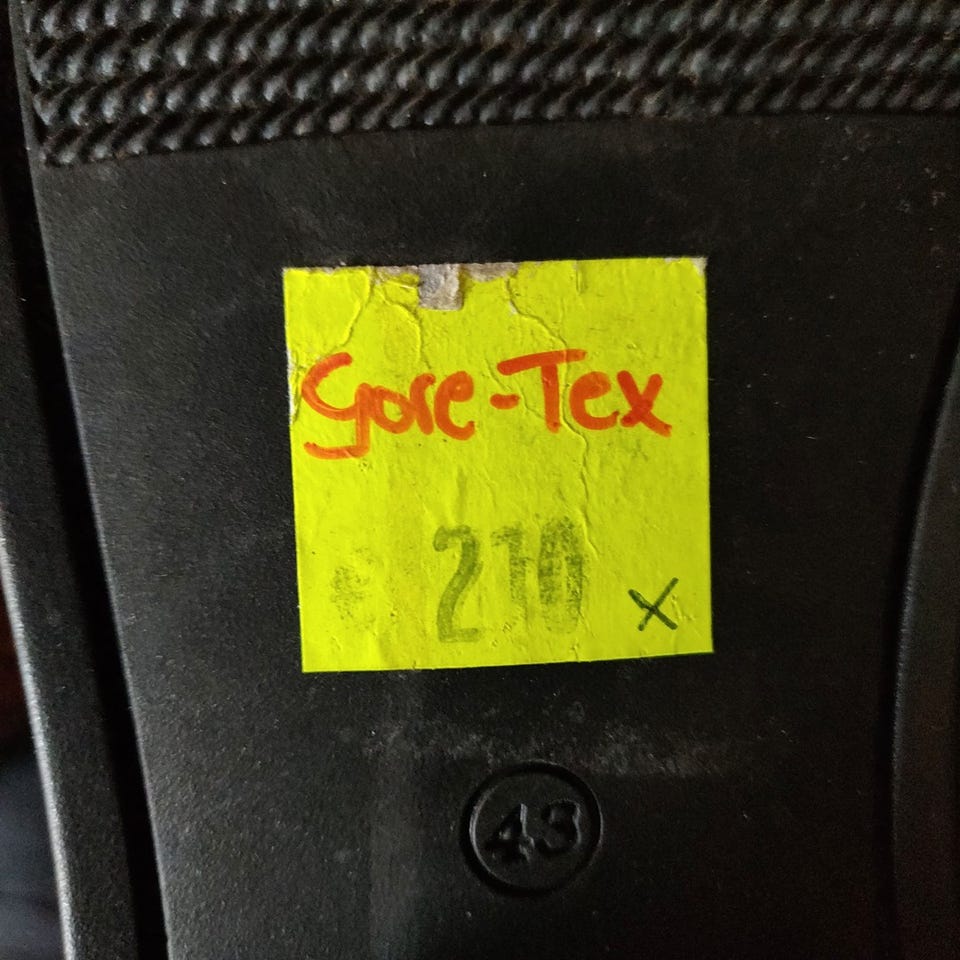 Gore-Tex
€ 210 x
43